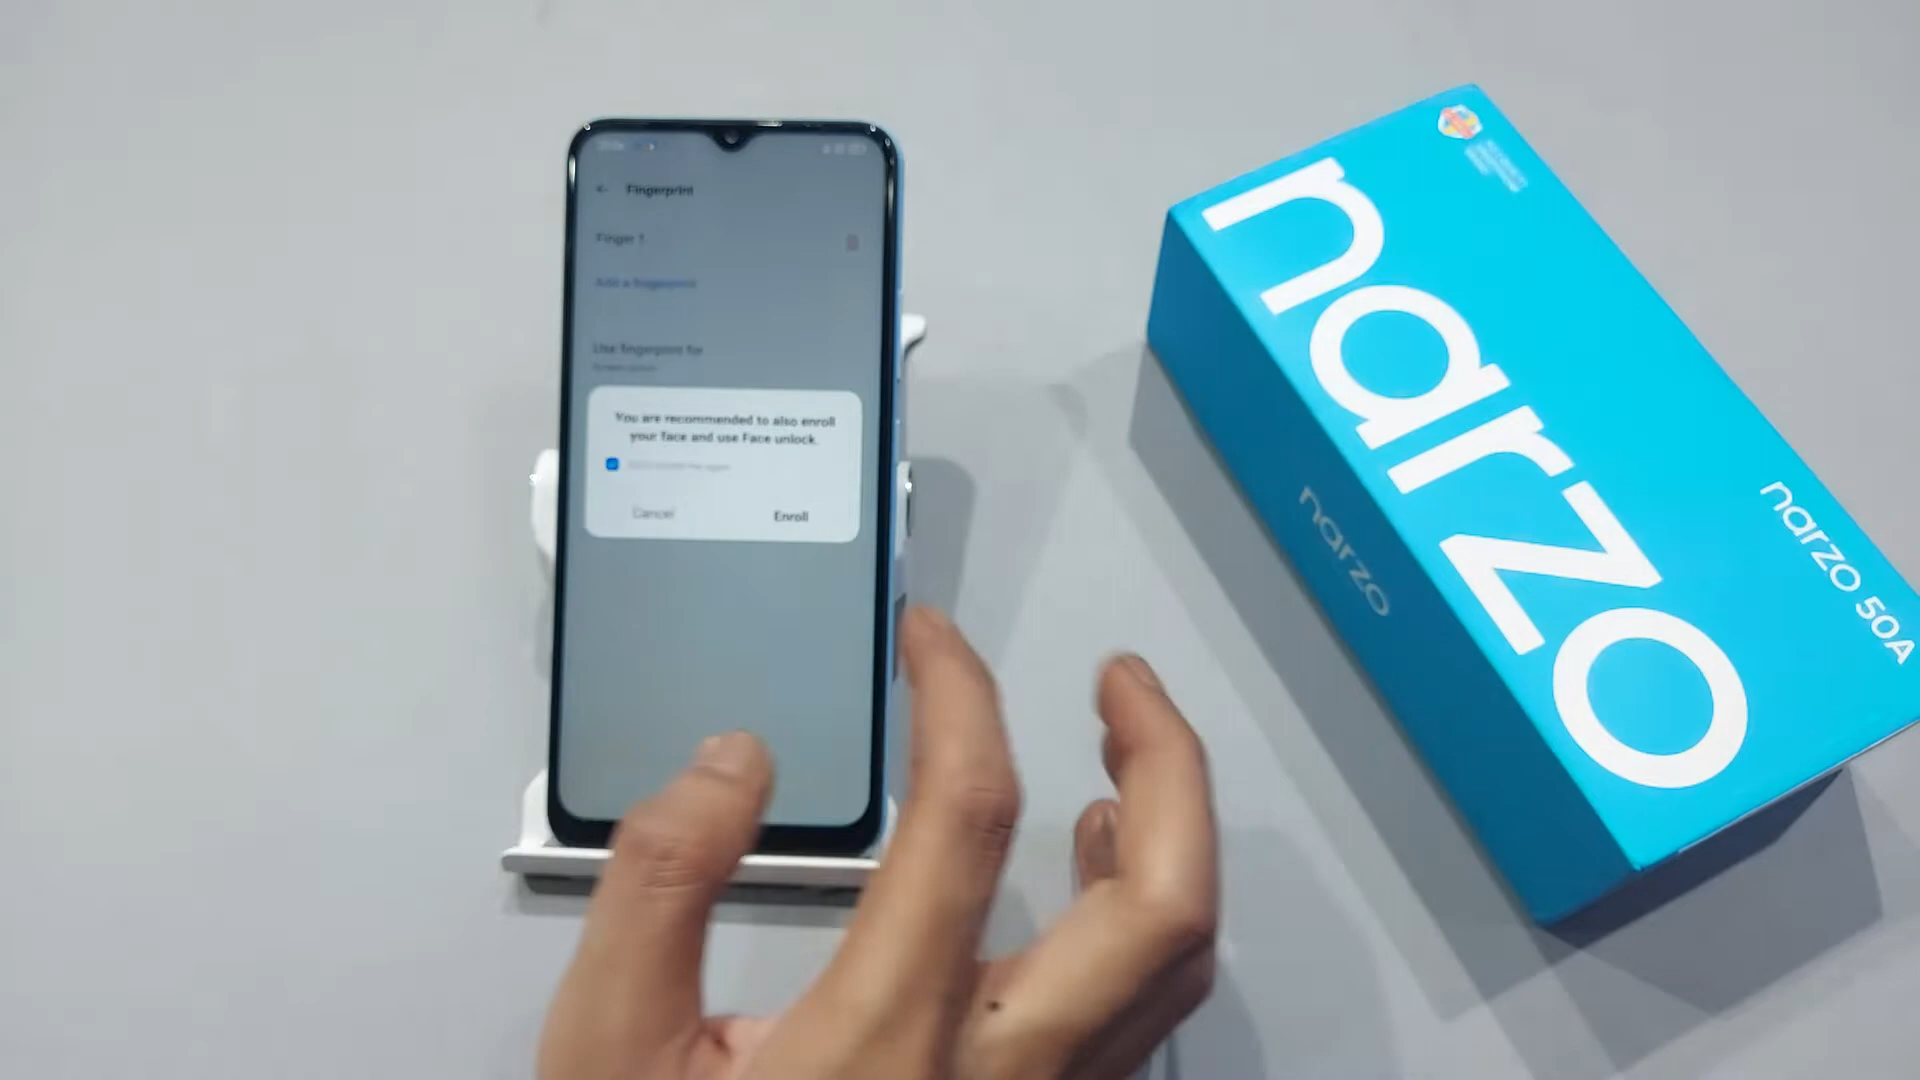 Fingerprint
Finger 1
Add a fingerprint
Use fingerprint for
You are recommended to also enroll
your face and use Face unlock.
Cancel
Enroll
narzo
narzo
narzo 50A